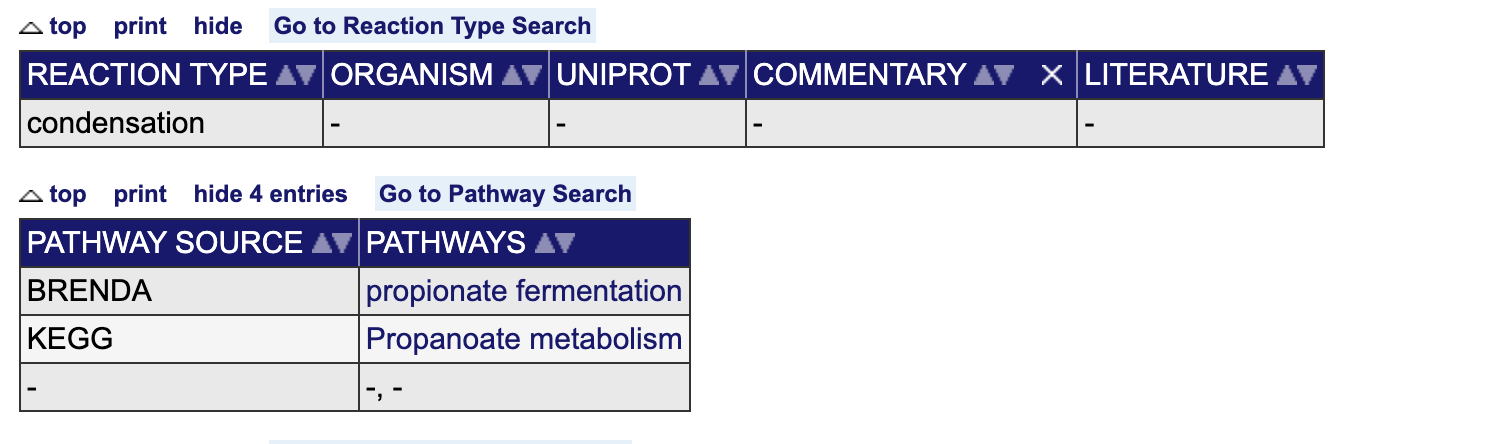 top print hide Go to Reaction Type Search
REACTION TYPE ORGANISM UNIPROT COMMENTARY LITERATURE
condensation - - - -
top print hide 4 entries Go to Pathway Search
PATHWAY SOURCE PATHWAYS
BRENDA propionate fermentation
KEGG Propanoate metabolism
- -, -